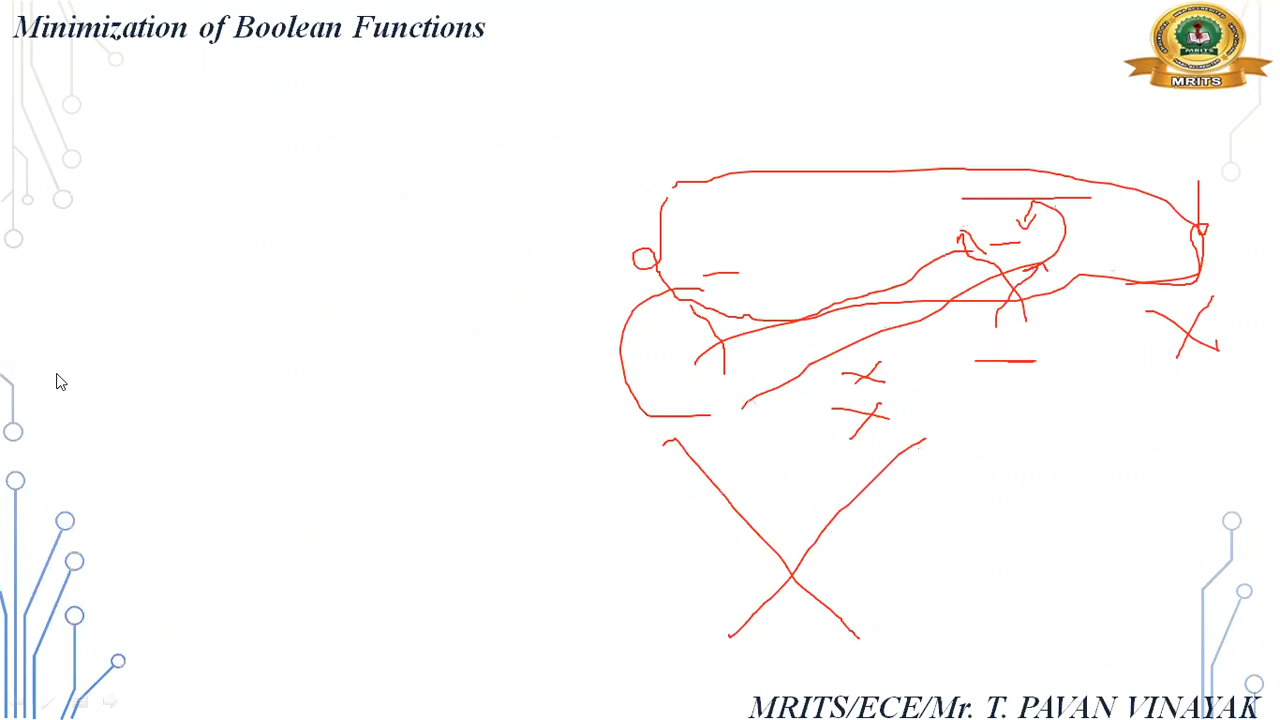 Minimization of Boolean Functions
MRITS
MRITS/ECE/Mr. T. PAVAN VINAYAK